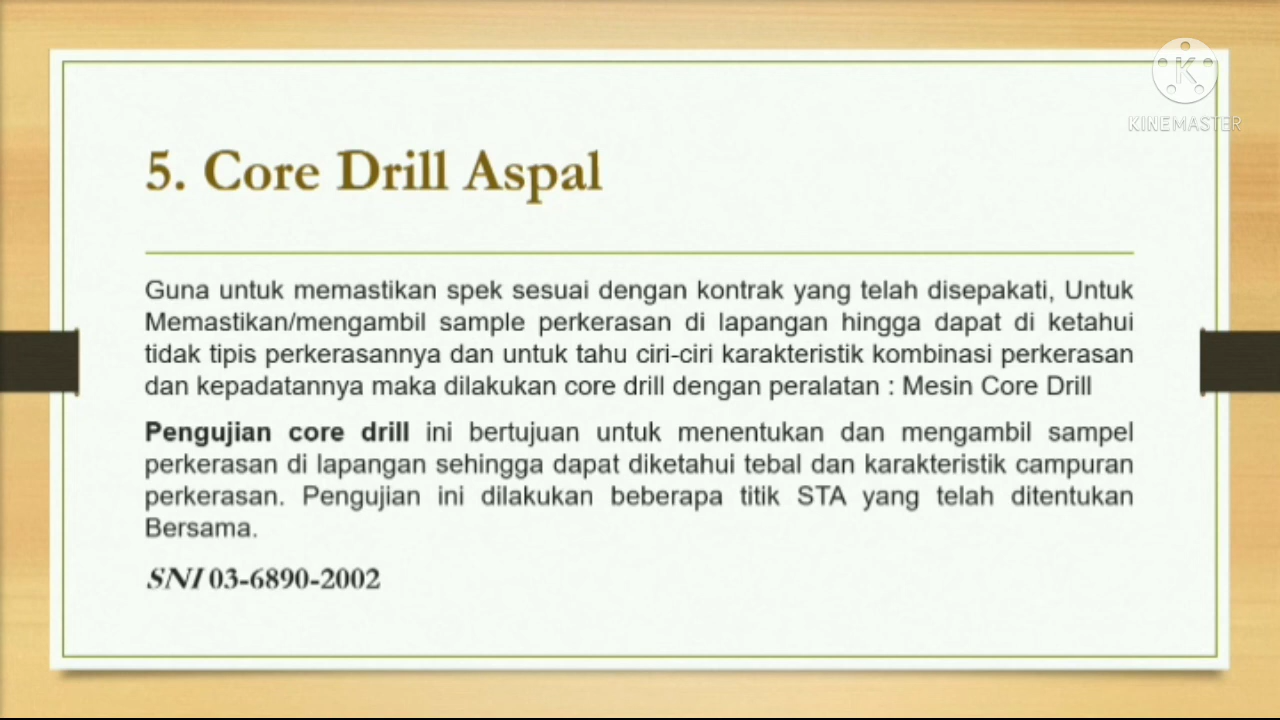 KINEMASTER
5. Core Drill Aspal
Guna untuk memastikan spek sesuai dengan kontrak yang telah disepakati, Untuk
Memastikan/mengambil sample perkerasan di lapangan hingga dapat di ketahui
tidak tipis perkerasannya dan untuk tahu ciri-ciri karakteristik kombinasi perkerasan
dan kepadatannya maka dilakukan core drill dengan peralatan : Mesin Core Drill
Pengujian core drill ini bertujuan untuk menentukan dan mengambil sampel
perkerasan di lapangan sehingga dapat diketahui tebal dan karakteristik campuran
perkerasan. Pengujian ini dilakukan beberapa titik STA yang telah ditentukan
Bersama.
SNI 03-6890-2002